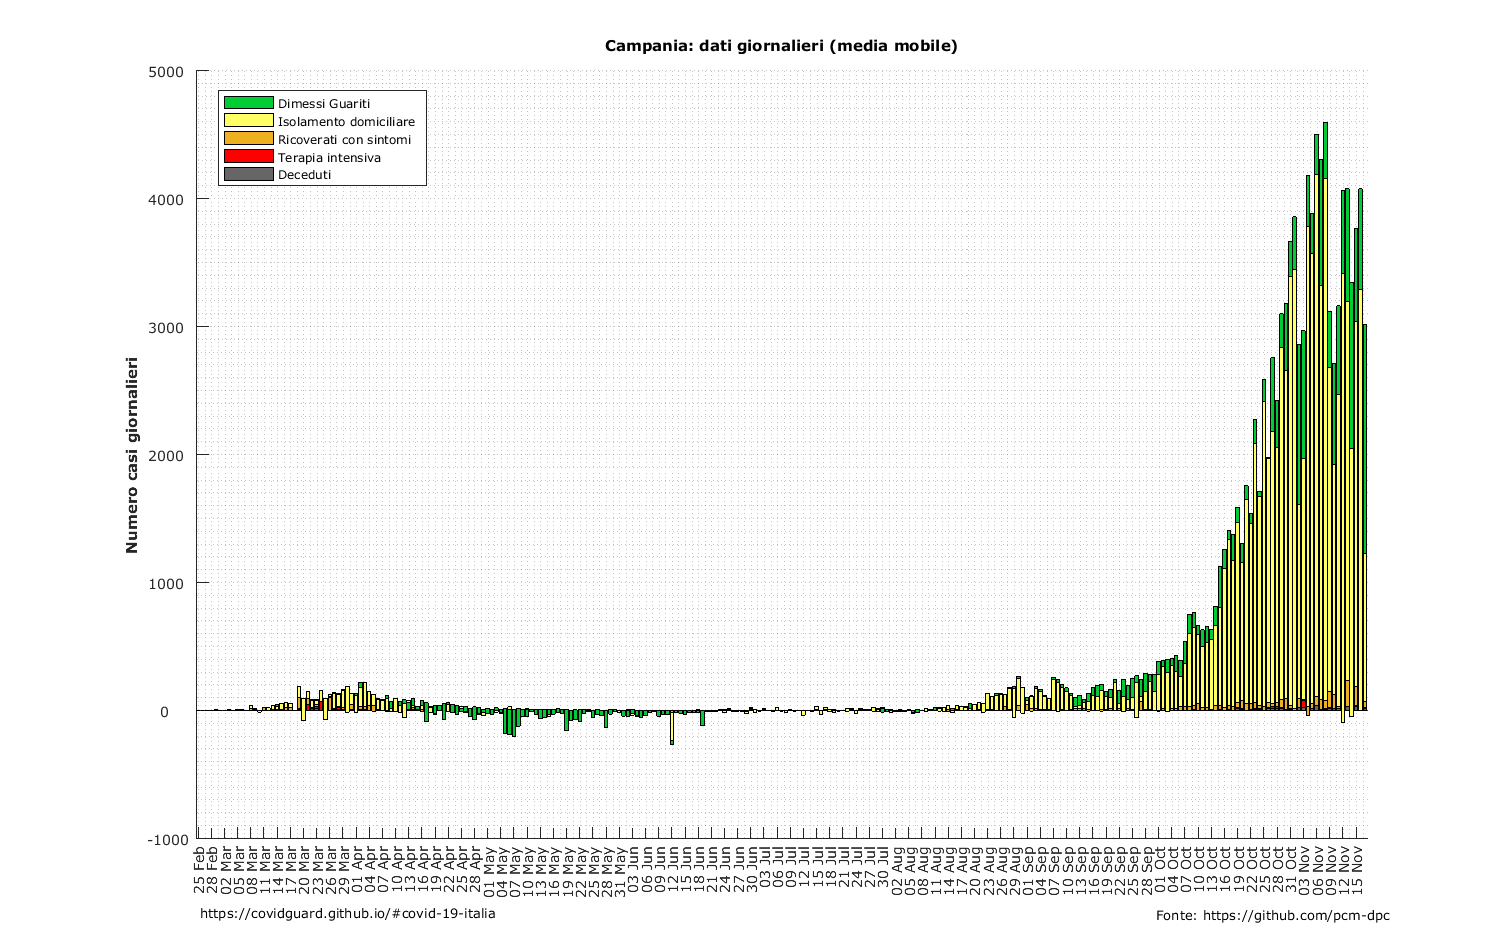 Campania: dati giornalieri (media mobile)
5000
4000
3000
2000
1000
0
-1000
Numero casi giornalieri
Dimessi Guariti
Isolamento domiciliare
Ricoverati con sintomi
Terapia intensiva
Deceduti
25 Feb
28 Feb
02 Mar
05 Mar
08 Mar
11 Mar
14 Mar
17 Mar
20 Mar
23 Mar
26 Mar
29 Mar
01 Apr
04 Apr
07 Apr
10 Apr
13 Apr
16 Apr
19 Apr
22 Apr
25 Apr
28 Apr
01 May
04 May
07 May
10 May
13 May
16 May
19 May
22 May
25 May
28 May
31 May
03 Jun
06 Jun
09 Jun
12 Jun
15 Jun
18 Jun
21 Jun
24 Jun
27 Jun
30 Jun
03 Jul
06 Jul
09 Jul
12 Jul
15 Jul
18 Jul
21 Jul
24 Jul
27 Jul
30 Jul
02 Aug
05 Aug
08 Aug
11 Aug
14 Aug
17 Aug
20 Aug
23 Aug
26 Aug
29 Aug
01 Sep
04 Sep
07 Sep
10 Sep
13 Sep
16 Sep
19 Sep
22 Sep
25 Sep
28 Sep
01 Oct
04 Oct
07 Oct
10 Oct
13 Oct
16 Oct
19 Oct
22 Oct
25 Oct
28 Oct
31 Oct
03 Nov
06 Nov
09 Nov
12 Nov
15 Nov
https://covidguard.github.io/#covid-19-italia
Fonte: https://github.com/pcm-dpc